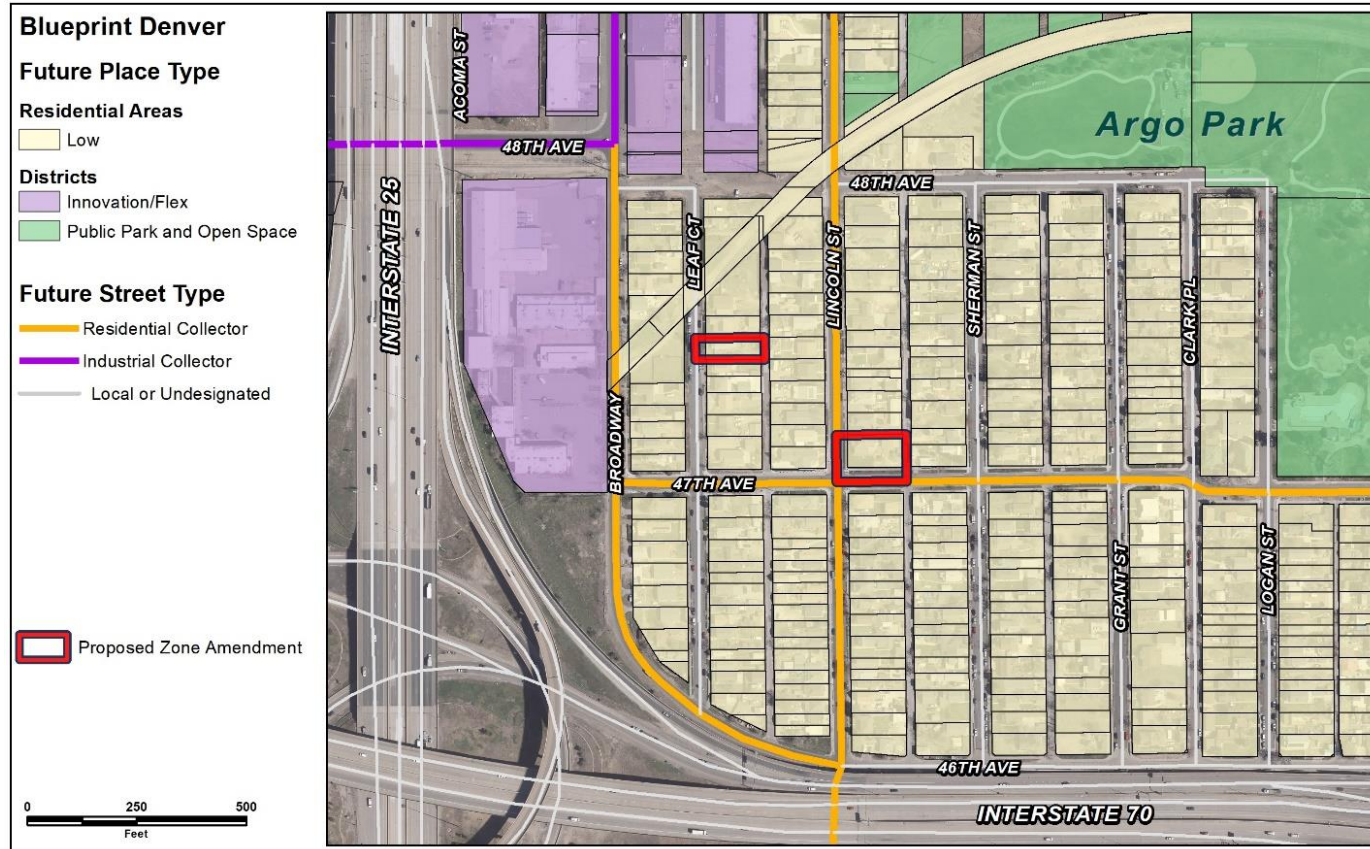 Blueprint Denver
Future Place Type
Residential Areas
Low
Districts
Innovation/Flex
Public Park and Open Space
Future Street Type
Residential Collector
Industrial Collector
Local or Undesignated
Proposed Zone Amendment
0 250 500
Feet
ACOMA ST
48TH AVE
Argo Park
INTERSTATE 25
48TH AVE
LEAF CT
LINCOLN ST
SHERMAN ST
CLARK PL
BROADWAY
47TH AVE
GRANT ST
LOGAN ST
46TH AVE
INTERSTATE 70